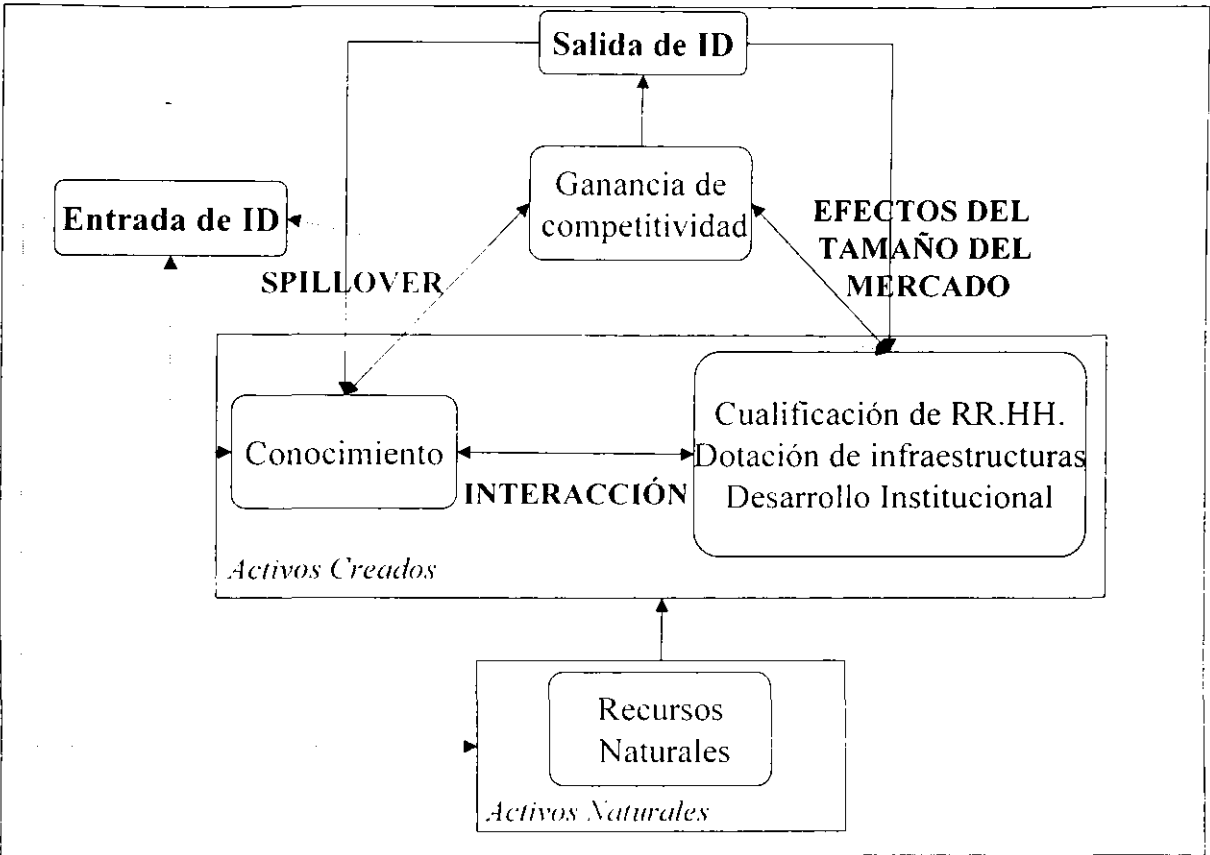 Salida de ID
Ganancia de
competitividad
Entrada de ID
EFECTOS DEL
TAMAÑO DEL
MERCADO
SPILLOVER
Conocimiento
INTERACCIÓN
Cualificación de RR.HH.
Dotación de infraestructuras
Desarrollo Institucional
Activos Creados
Recursos
Naturales
Activos Naturales